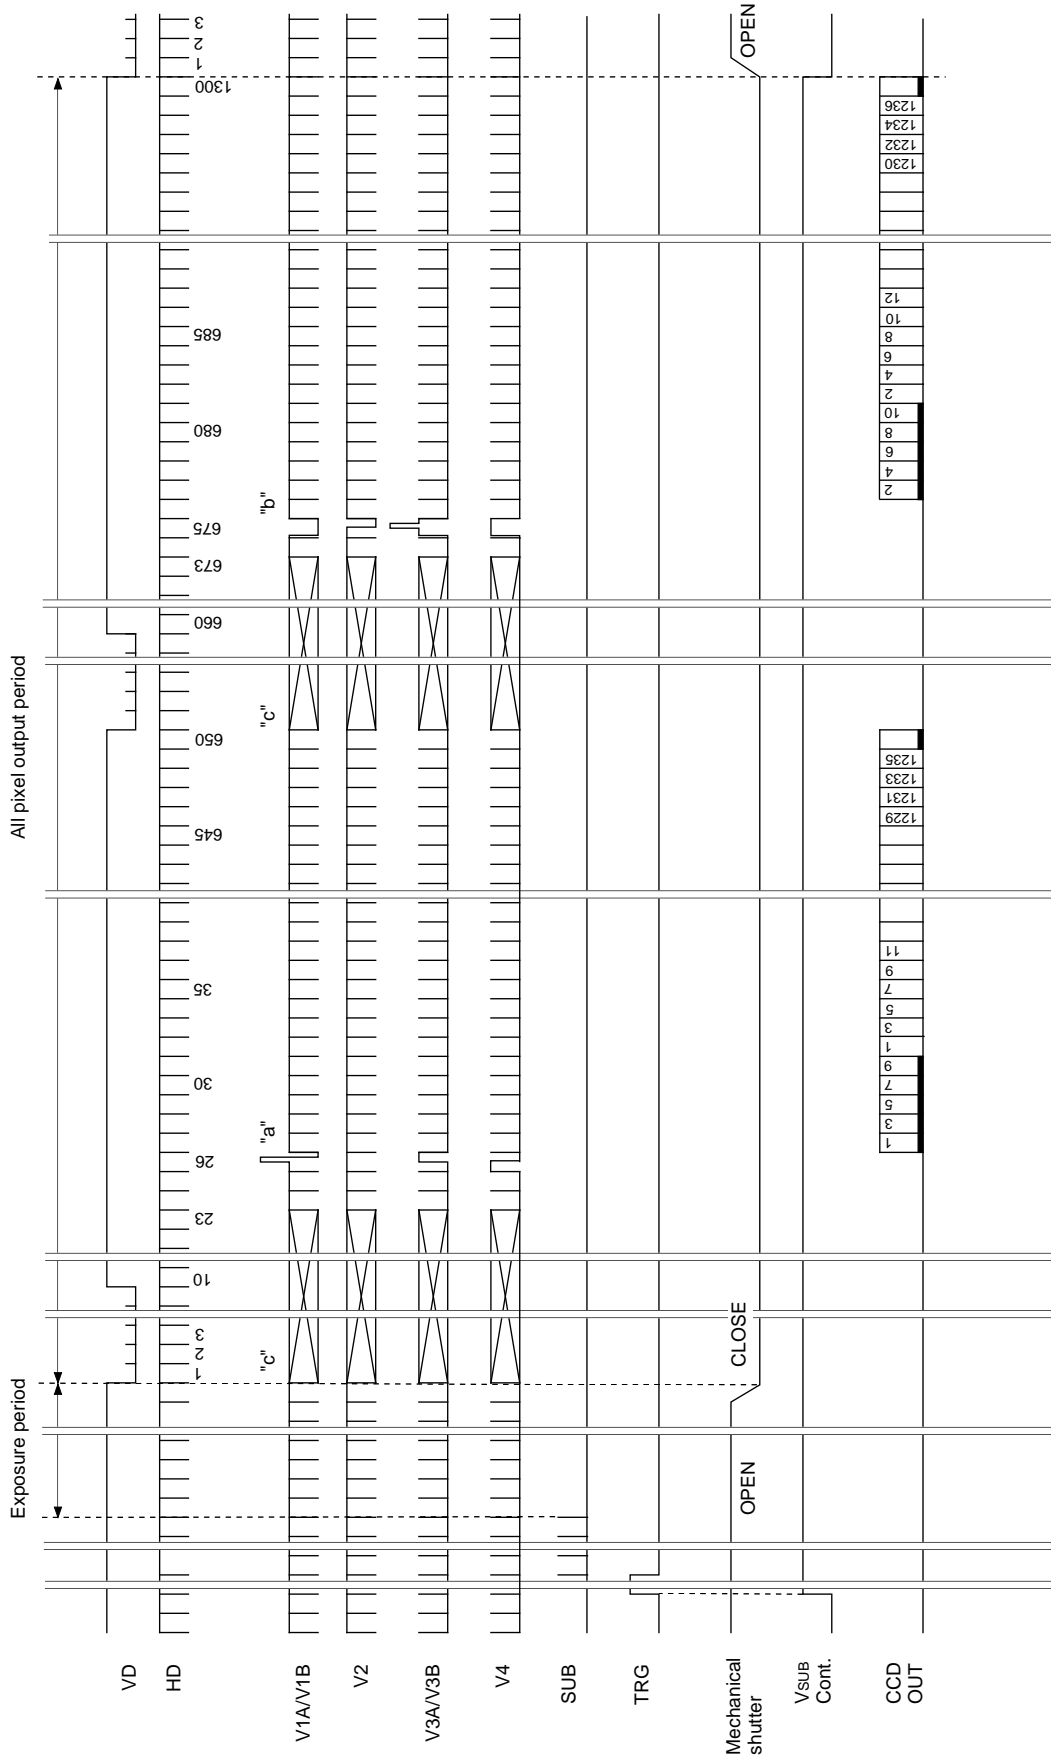 Exposure period
All pixel output period
VD
HD
1
2
3
10
23
26
30
35
645
650
660
673
675
680
685
1300
1
2
3
"c"
"a"
"c"
"b"
V1A/V1B
V2
V3A/V3B
V4
SUB
TRG
Mechanical
shutter
OPEN
CLOSE
OPEN
VSUB
Cont.
CCD
OUT
1
3
5
7
9
1
3
5
7
9
11
1229
1231
1233
1235
2
4
6
8
10
2
4
6
8
10
12
1230
1232
1234
1236